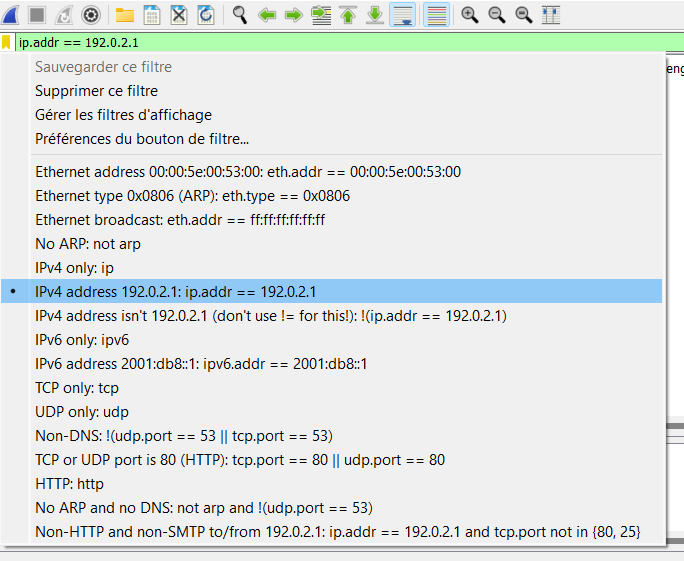 ip.addr == 192.0.2.1
Sauvegarder ce filtre
eng
Supprimer ce filtre
Gérer les filtres d'affichage
Préférences du bouton de filtre...
Ethernet address 00:00:5e:00:53:00: eth.addr == 00:00:5e:00:53:00
Ethernet type 0x0806 (ARP): eth.type == 0x0806
Ethernet broadcast: eth.addr == ff:ff:ff:ff:ff:ff
No ARP: not arp
IPv4 only: ip
IPv4 address 192.0.2.1: ip.addr == 192.0.2.1
IPv4 address isn't 192.0.2.1 (don't use != for this!): !(ip.addr == 192.0.2.1)
IPv6 only: ipv6
IPv6 address 2001:db8::1: ipv6.addr == 2001:db8::1
TCP only: tcp
UDP only: udp
Non-DNS: !(udp.port == 53 || tcp.port == 53)
TCP or UDP port is 80 (HTTP): tcp.port == 80 || udp.port == 80
HTTP: http
No ARP and no DNS: not arp and !(udp.port == 53)
Non-HTTP and non-SMTP to/from 192.0.2.1: ip.addr == 192.0.2.1 and tcp.port not in {80, 25}